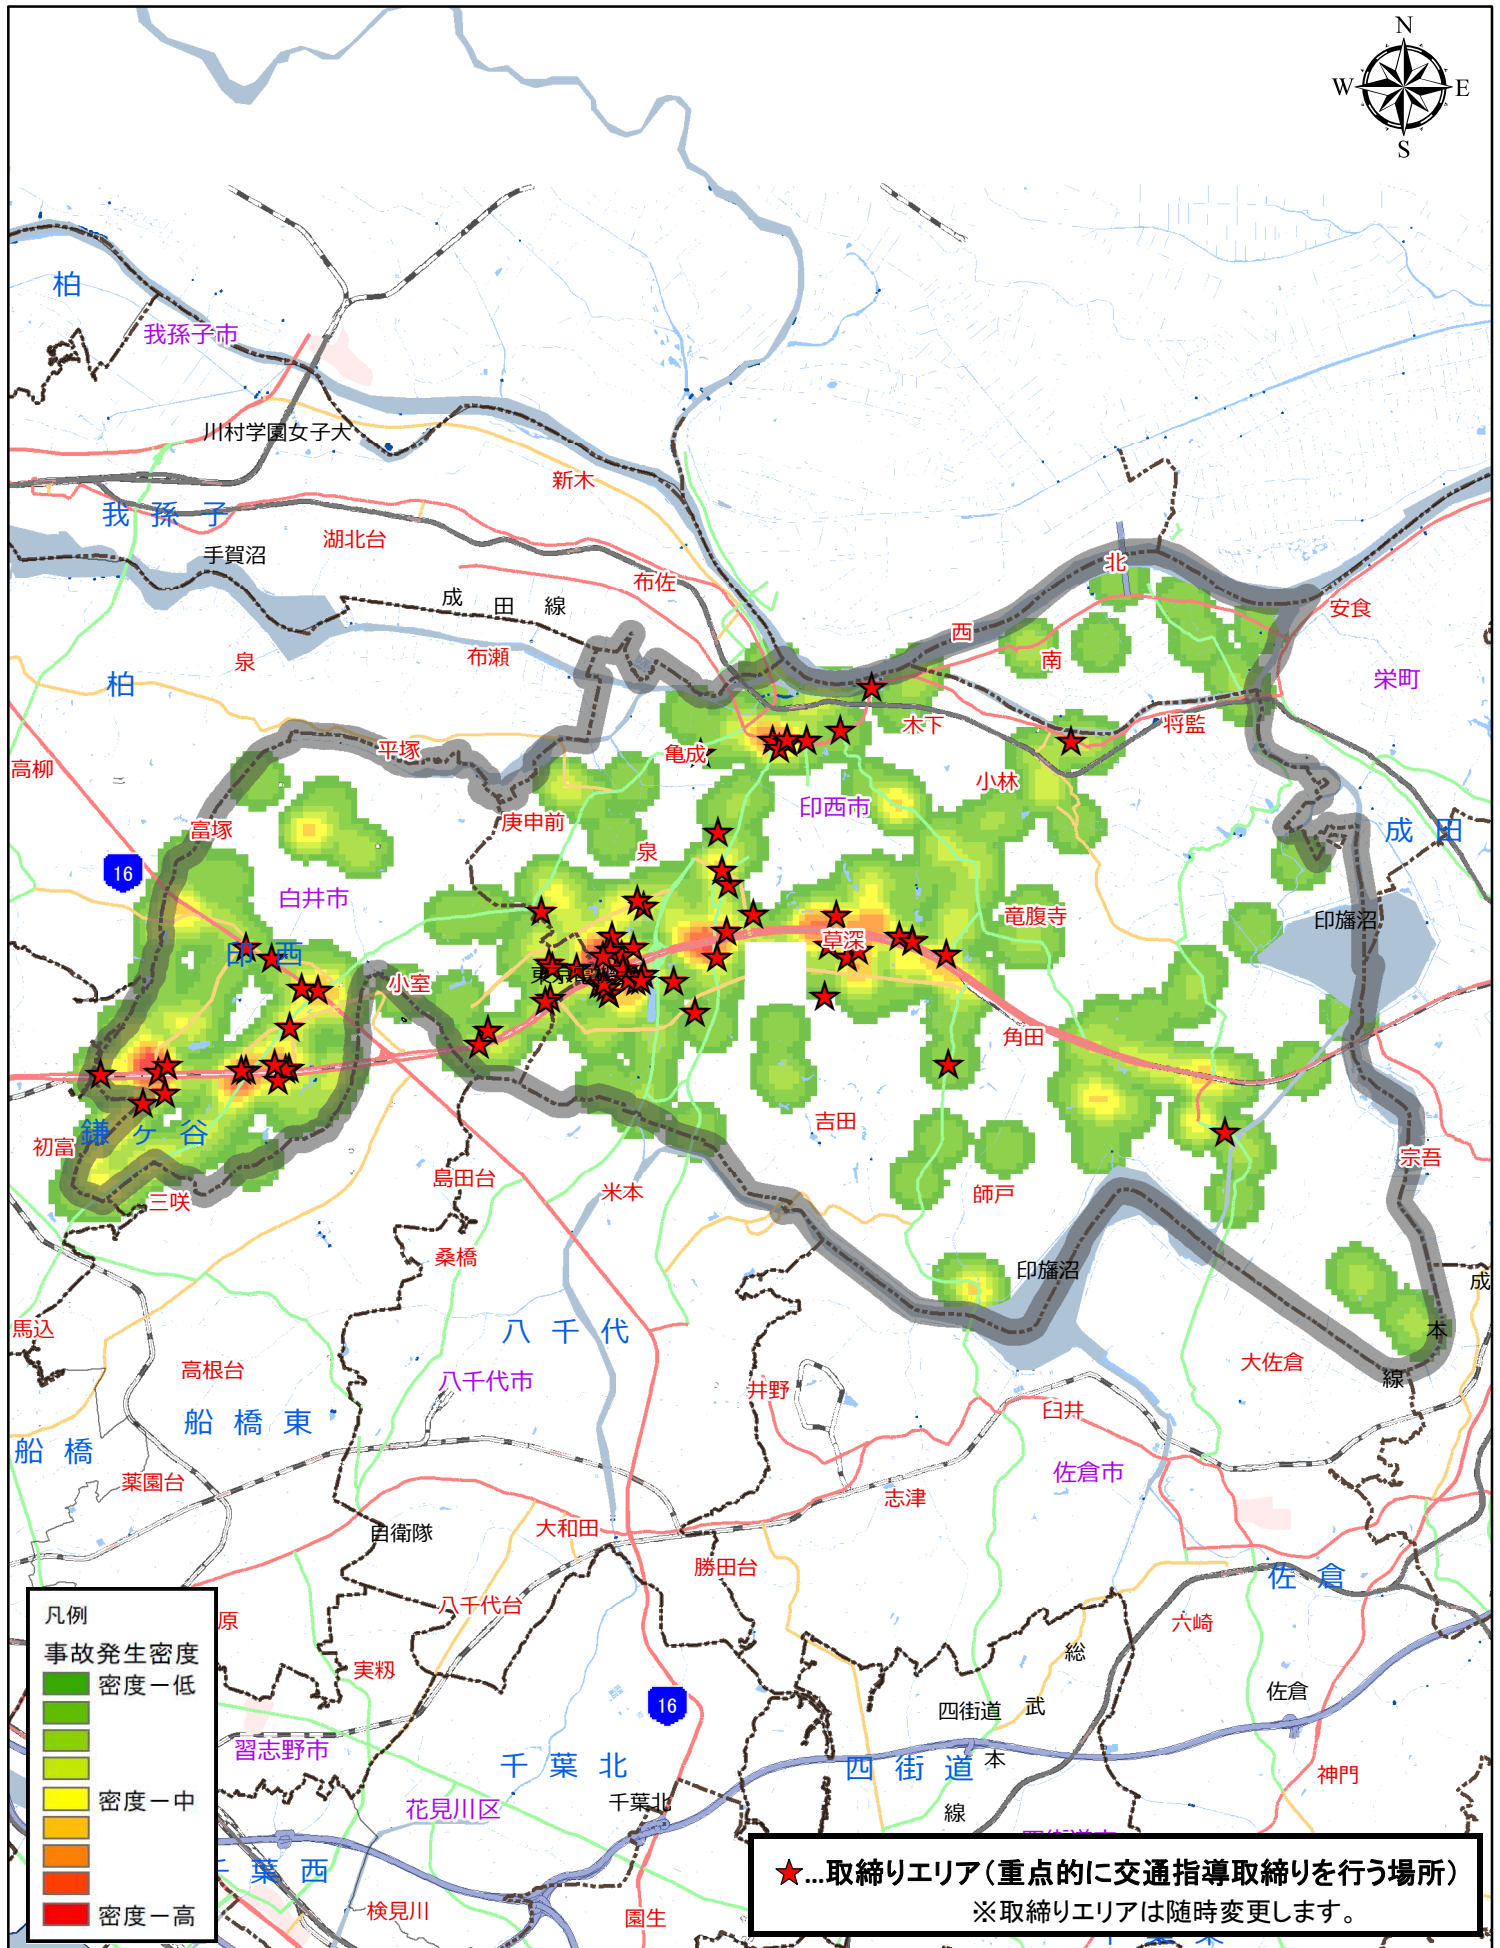 N
W E
S
柏
我孫子市
川村学園女子大
新木
我 孫 子
湖北台
手賀沼
北
布佐
成 田 線
安食
西
泉
布瀬
南
柏
栄町
木下
将監
平塚
亀成
高柳
小林
印西市
富塚
庚申前
成 田
泉
16
白井市
竜腹寺
印旛沼
草深
印 西
小室
角田
吉田
鎌 ヶ 谷
初富
宗吾
島田台
米本
師戸
三咲
桑橋
印旛沼
成
馬込
八 千 代
本
高根台
大佐倉
八千代市
井野
線
臼井
船 橋 東
船 橋
佐倉市
薬園台
志津
自衛隊
大和田
勝田台
佐 倉
八千代台
原
六崎
総
実籾
佐倉
16
四街道
武
習志野市
本
千 葉 北
四 街 道
神門
花見川区
千葉北
線
葉 西
検見川
園生
凡例
事故発生密度
密度－低
密度－中
密度－高
★...取締りエリア（重点的に交通指導取締りを行う場所）
※取締りエリアは随時変更します。